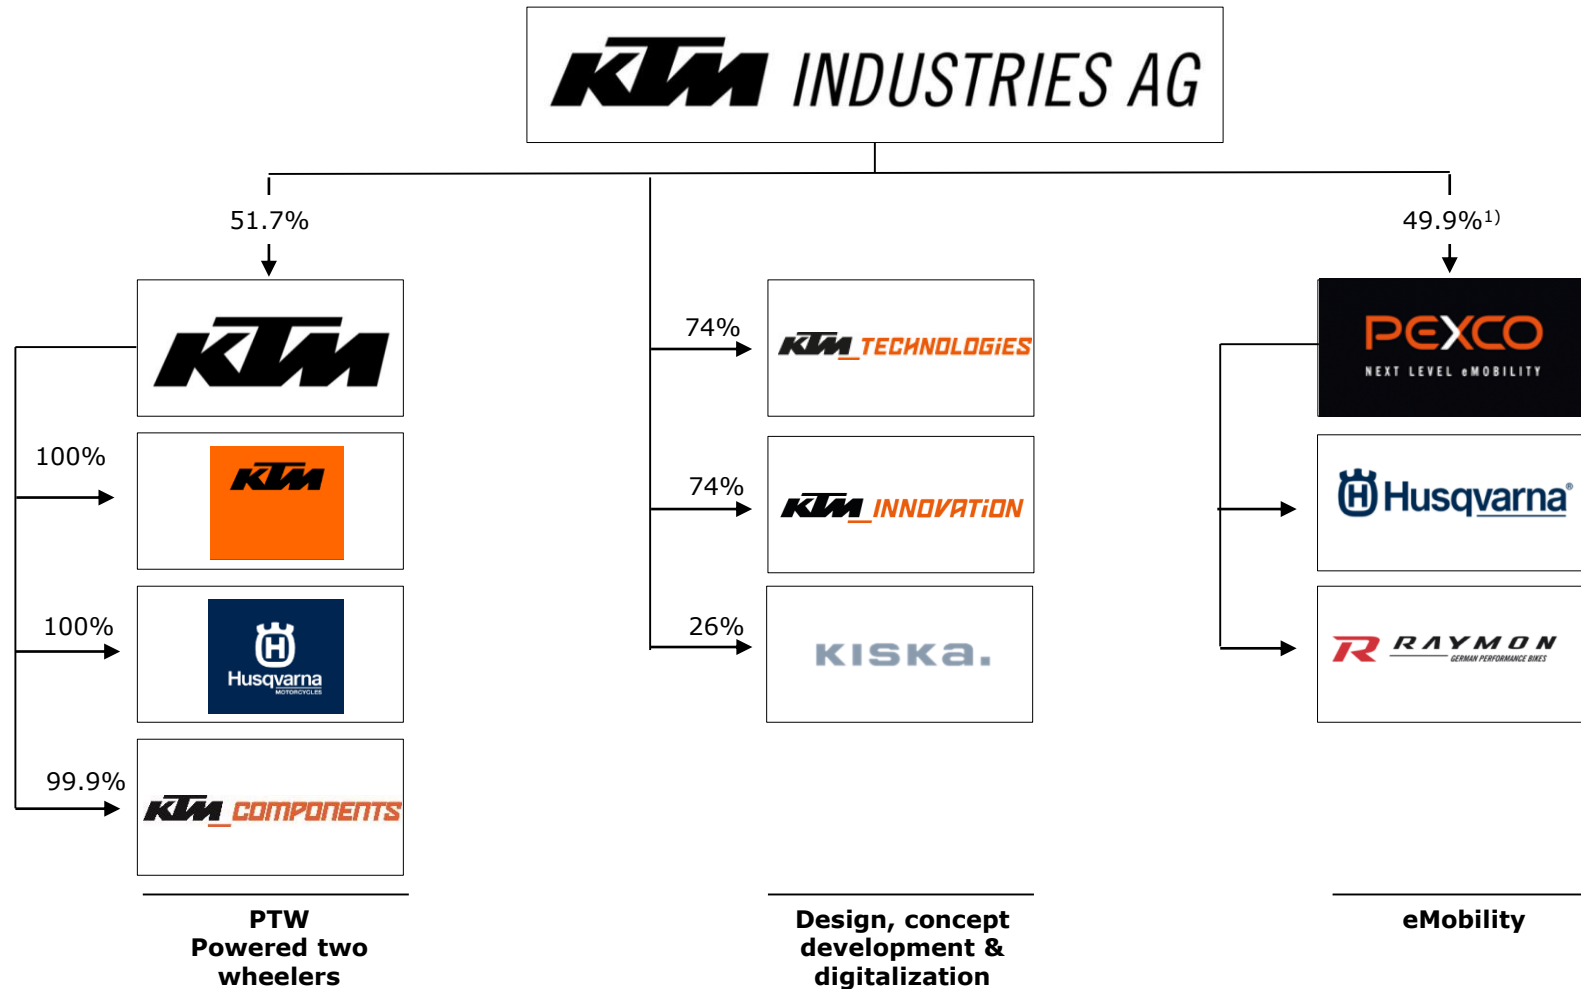 KTM INDUSTRIES AG
51.7%
49.9%1)
KTM
74%
KTM_TECHNOLOGIES
PEXCO
NEXT LEVEL eMOBILITY
100%
KTM
74%
KTM_INNOVATION
Husqvarna®
100%
Husqvarna
MOTORCYCLES
26%
KISKA.
R RAYMON
GERMAN PERFORMANCE BIKES
99.9%
KTM_COMPONENTS
PTW
Powered two
wheelers
Design, concept
development &
digitalization
eMobility